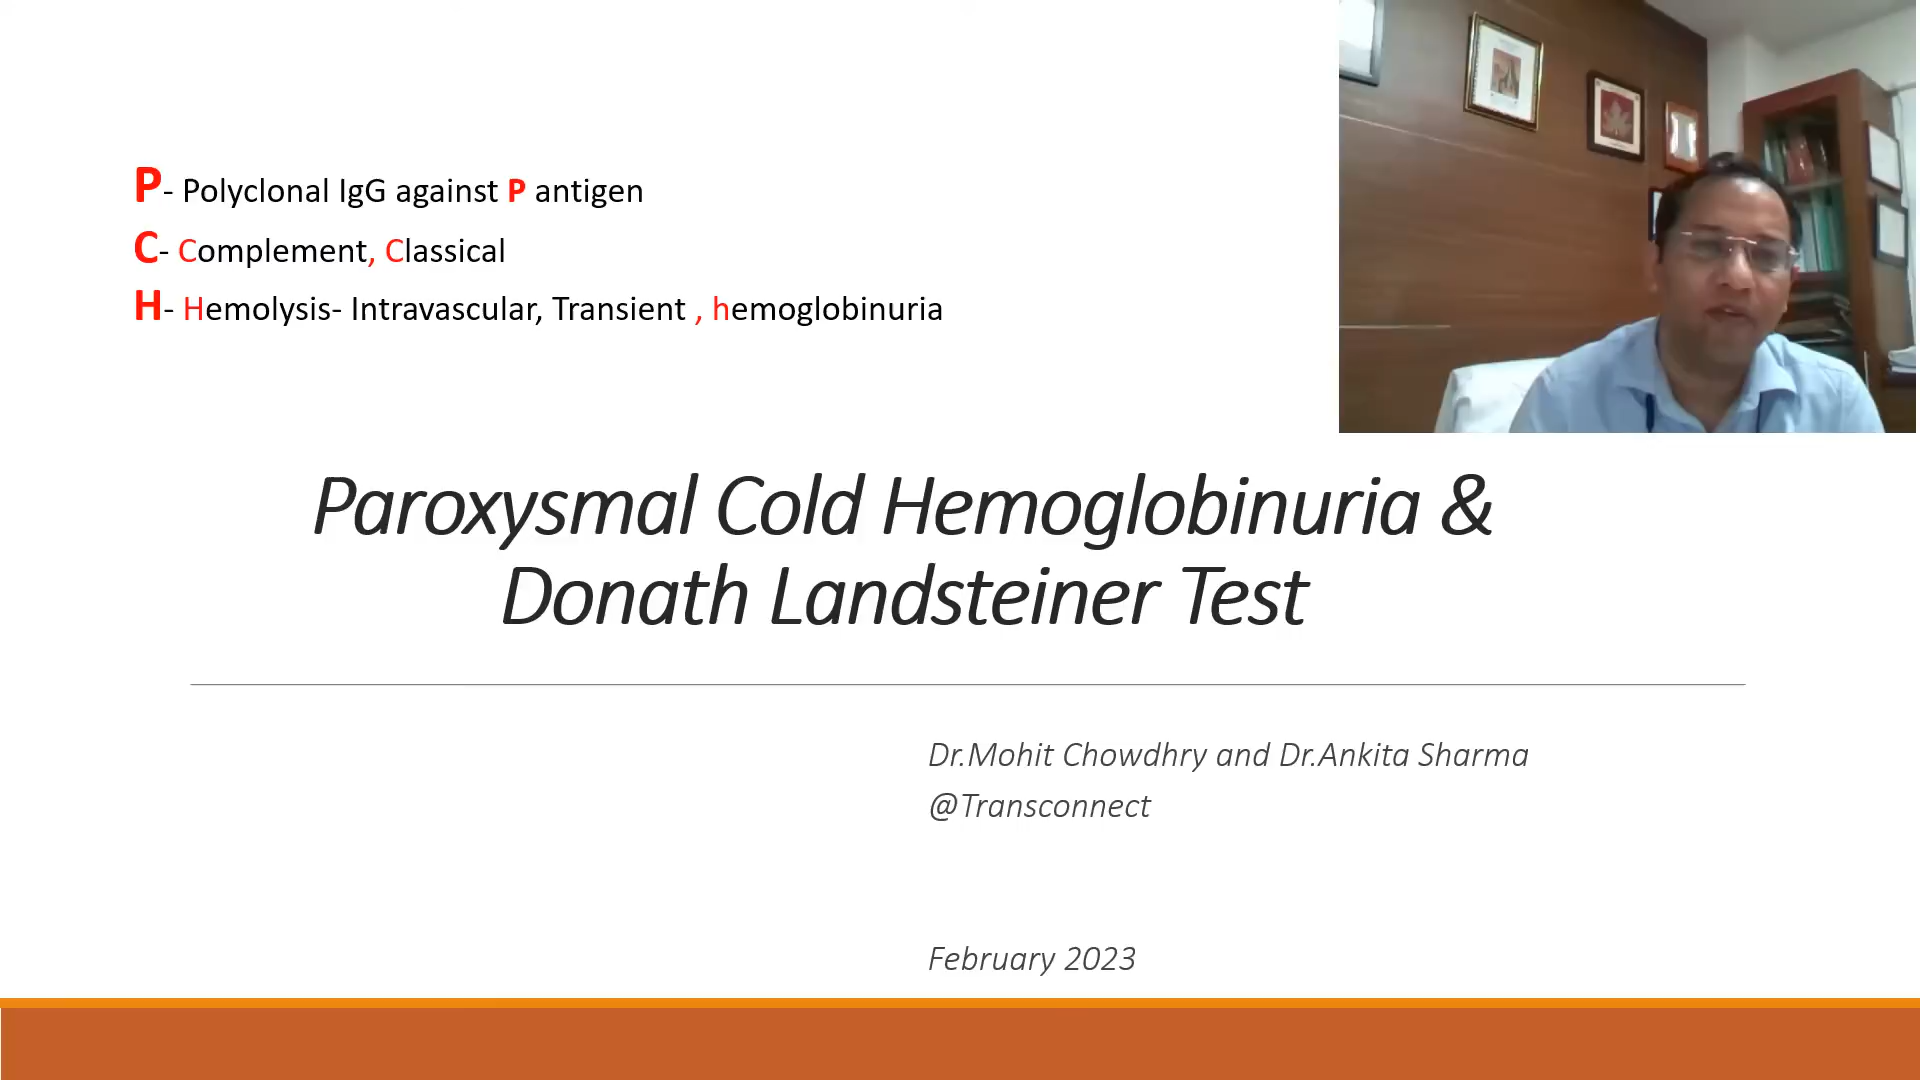 P- Polyclonal IgG against P antigen
C- Complement, Classical
H- Hemolysis- Intravascular, Transient , hemoglobinuria
Paroxysmal Cold Hemoglobinuria &
Donath Landsteiner Test
Dr.Mohit Chowdhry and Dr.Ankita Sharma
@Transconnect
February 2023